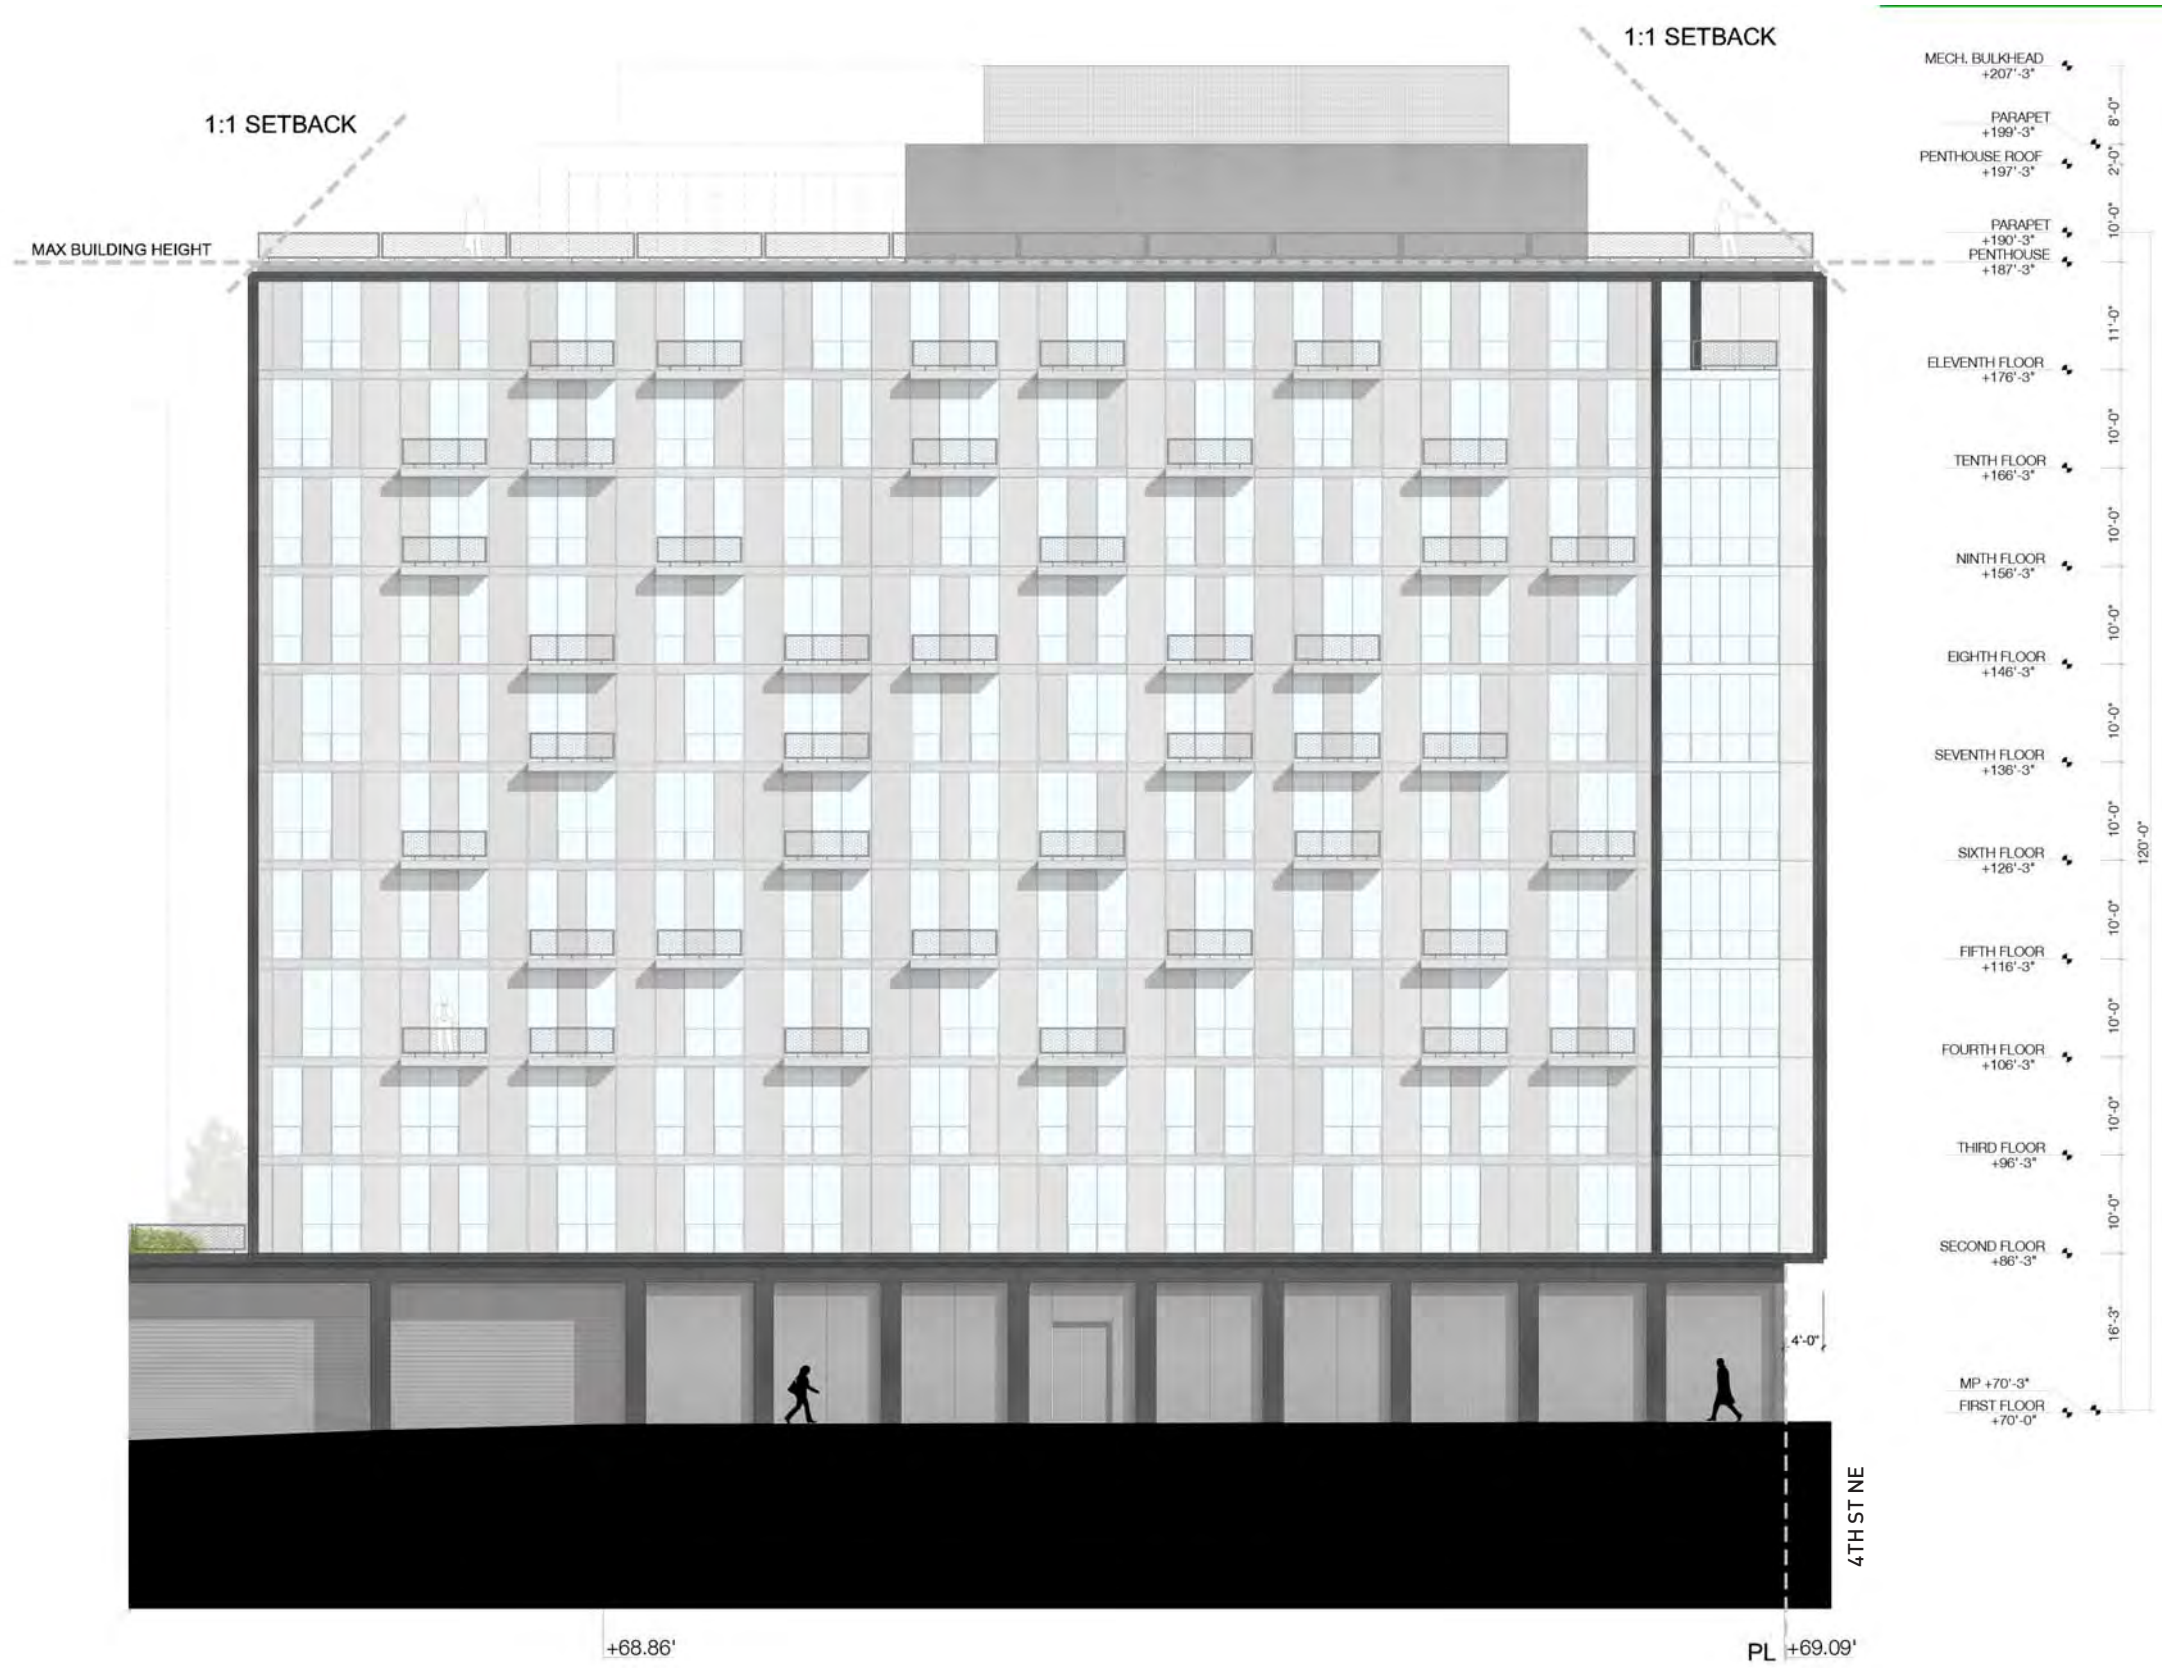 1:1 SETBACK
1:1 SETBACK
MAX BUILDING HEIGHT
MECH. BULKHEAD
+207'-3"
8'-0"
PARAPET
+199'-3"
2'-0"
PENTHOUSE ROOF
+197'-3"
10'-0"
PARAPET
+190'-3"
PENTHOUSE
+187'-3"
11'-0"
ELEVENTH FLOOR
+176'-3"
10'-0"
TENTH FLOOR
+166'-3"
10'-0"
NINTH FLOOR
+156'-3"
10'-0"
EIGHTH FLOOR
+146'-3"
10'-0"
SEVENTH FLOOR
+136'-3"
10'-0"
120'-0"
SIXTH FLOOR
+126'-3"
10'-0"
FIFTH FLOOR
+116'-3"
10'-0"
FOURTH FLOOR
+106'-3"
10'-0"
THIRD FLOOR
+96'-3"
10'-0"
SECOND FLOOR
+86'-3"
16'-3"
4'-0"
MP +70'-3"
FIRST FLOOR
+70'-0"
4TH ST NE
+68.86'
PL +69.09'